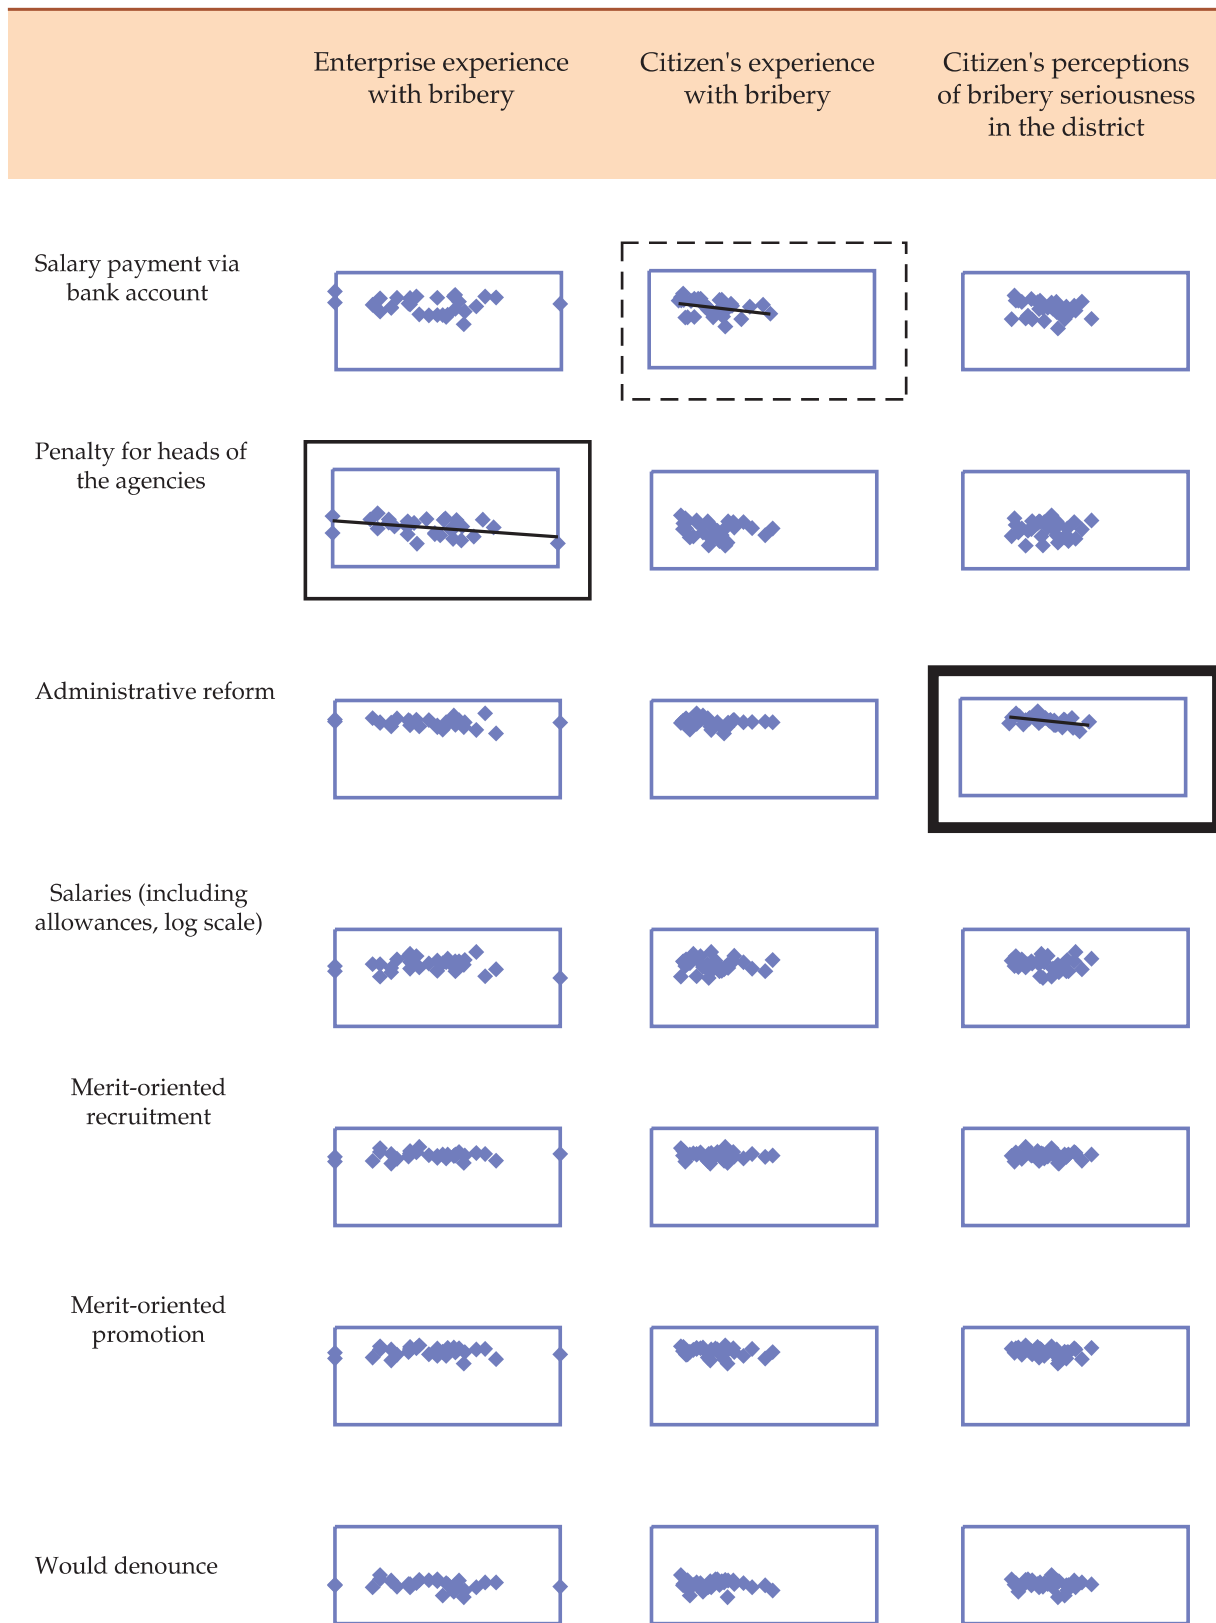 Enterprise experience
with bribery
Citizen's experience
with bribery
Citizen's perceptions
of bribery seriousness
in the district
Salary payment via
bank account
Penalty for heads of
the agencies
Administrative reform
Salaries (including
allowances, log scale)
Merit-oriented
recruitment
Merit-oriented
promotion
Would denounce